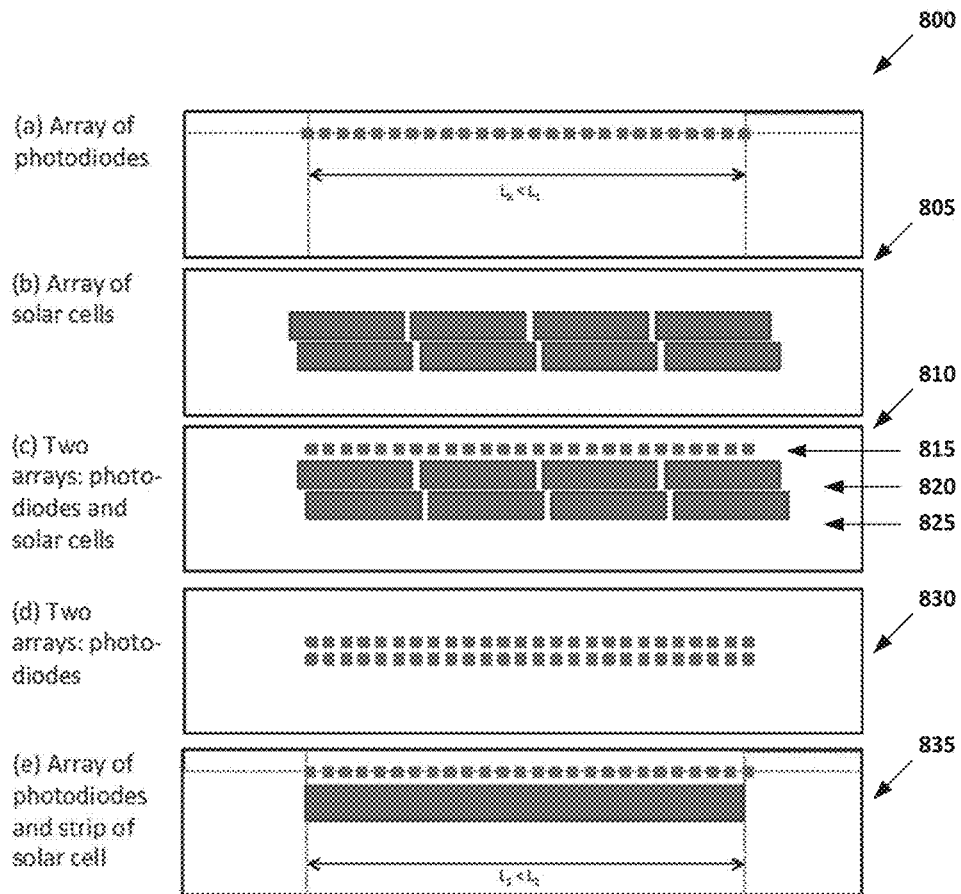 800
(a) Array of
photodiodes
805
(b) Array of
solar cells
810
(c) Two
arrays: photo-
diodes and
solar cells
815
820
825
(d) Two
arrays: photo-
diodes
830
(e) Array of
photodiodes
and strip of
solar cell
835